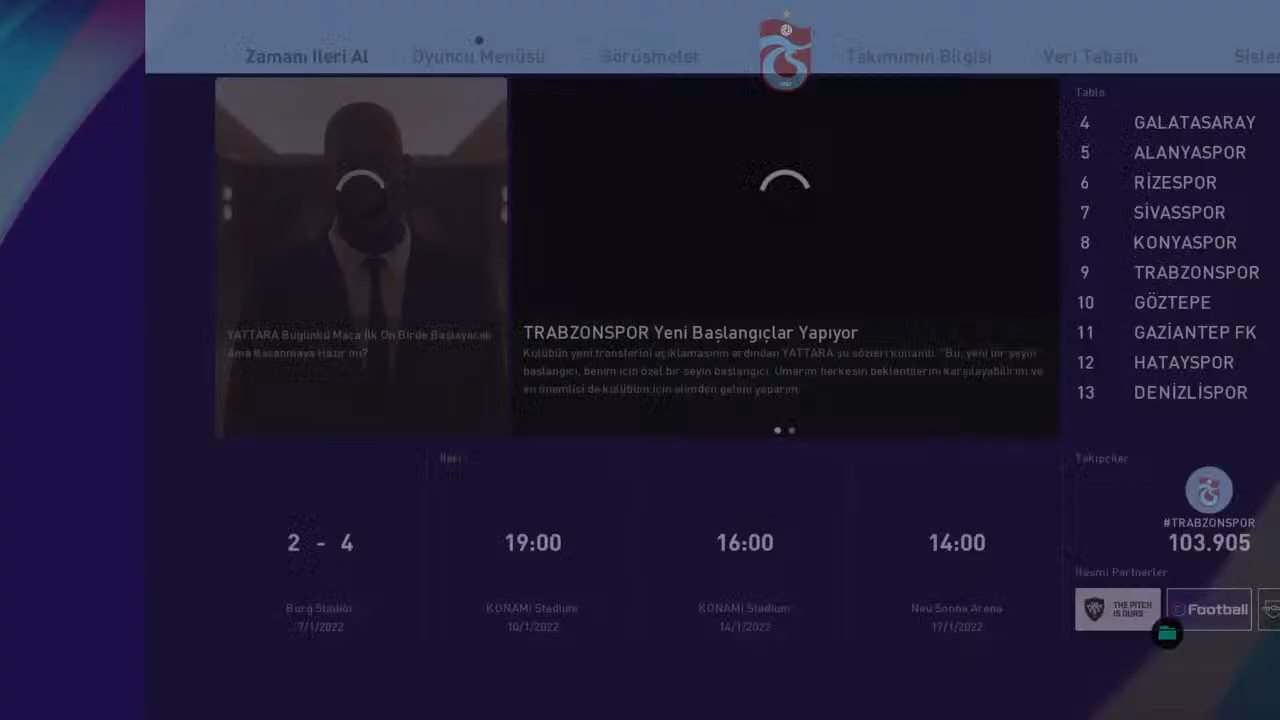 Zamanı İleri Al
Oyuncu Menüsü
Görüşmeler
Takımımın Bilgisi
Veri Tabanı
Siste
YATTARA Bugünkü Maça İlk On Birde Başlayacak
Ama Kazanmaya Hazır mı?
TRABZONSPOR Yeni Başlangıçlar Yapıyor
Kulübün yeni transferini açıklamasının ardından YATTARA şu sözleri kullandı. "Bu, yeni bir şeyin
başlangıcı, benim için özel bir şeyin başlangıcı. Umarım herkesin beklentilerini karşılayabilirim ve
en önemlisi de kulübüm için elimden geleni yaparım.
Tablo
4 GALATASARAY
5 ALANYASPOR
6 RİZESPOR
7 SİVASSPOR
8 KONYASPOR
9 TRABZONSPOR
10 GÖZTEPE
11 GAZİANTEP FK
12 HATAYSPOR
13 DENİZLİSPOR
2 - 4
Burg Stadion
7/1/2022
İleri
19:00
KONAMI Stadium
10/1/2022
16:00
KONAMI Stadium
14/1/2022
14:00
Neu Sonne Arena
17/1/2022
Takipçiler
#TRABZONSPOR
103.905
Resmi Partnerler
THE PITCH
IS OURS
eFootball